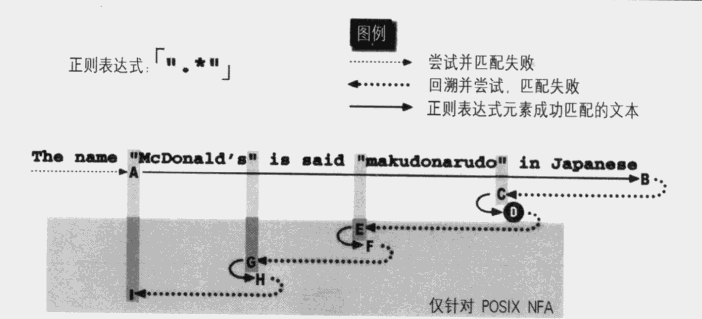 图例
正则表达式:「".*"」
尝试并匹配失败
回溯并尝试，匹配失败
正则表达式元素成功匹配的文本
The name "McDonald's" is said "makudonarudo" in Japanese
A
B
C
D
E
F
G
H
I
仅针对 POSIX NFA